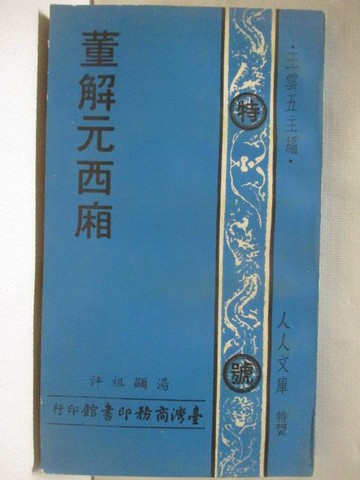 ·王雲五主編·
人人文庫
特號
董解元西廂
湯顯祖評
臺灣商務印書館印行